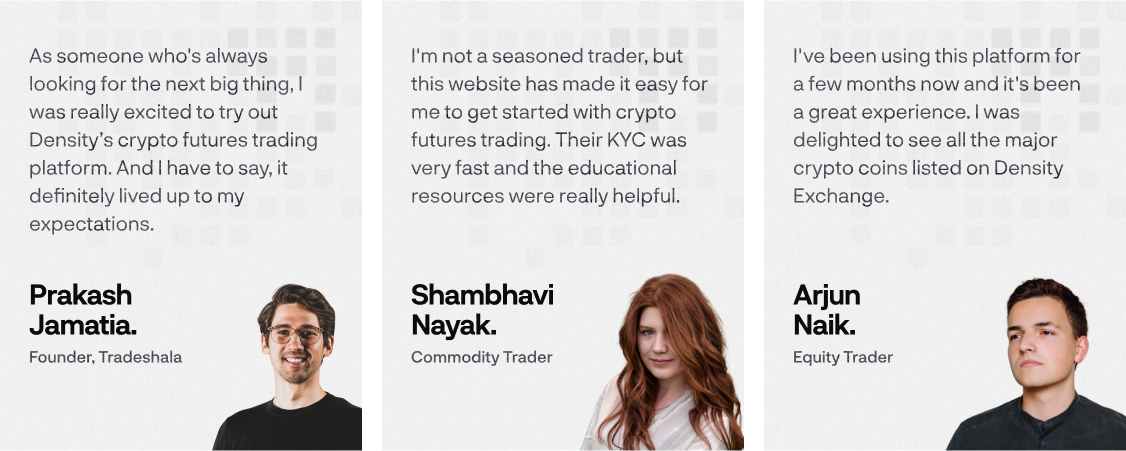 As someone who's always
looking for the next big thing, I
was really excited to try out
Density’s crypto futures trading
platform. And I have to say, it
definitely lived up to my
expectations.
Prakash
Jamatia.
Founder, Tradeshala
I'm not a seasoned trader, but
this website has made it easy for
me to get started with crypto
futures trading. Their KYC was
very fast and the educational
resources were really helpful.
Shambhavi
Nayak.
Commodity Trader
I've been using this platform for
a few months now and it's been
a great experience. I was
delighted to see all the major
crypto coins listed on Density
Exchange.
Arjun
Naik.
Equity Trader